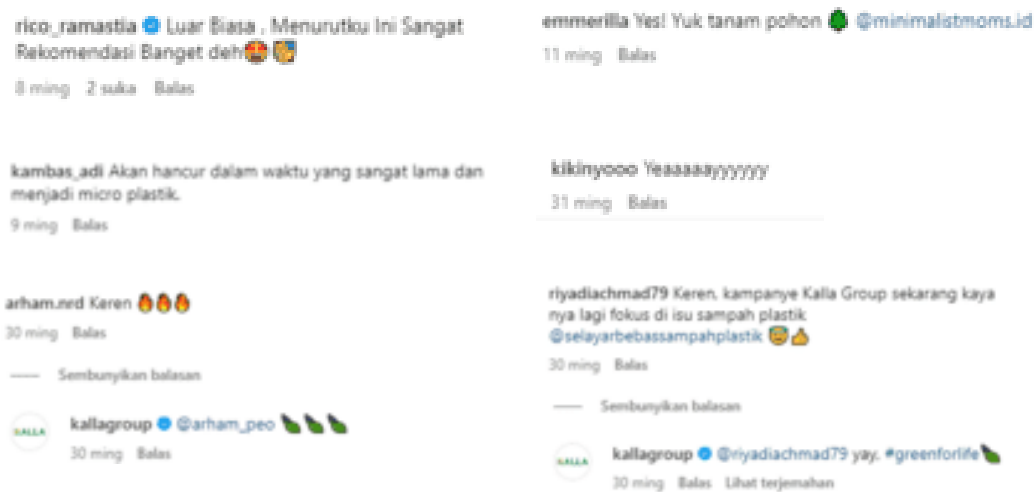 rico_ramastia Luar Biasa , Menurutku Ini Sangat
Rekomendasi Banget deh🤩🥳
8 ming 2 suka Balas
kambas_adi Akan hancur dalam waktu yang sangat lama dan
menjadi micro plastik.
9 ming Balas
arham.nrd Keren 🔥🔥🔥
30 ming Balas
Sembunyikan balasan
KALLA
kallagroup @arham_peo
30 ming Balas
emmerilla Yes! Yuk tanam pohon 🌳 @minimalistmoms.id
11 ming Balas
kikinyooo Yeaaaaayyyyyy
31 ming Balas
riyadiachmad79 Keren, kampanye Kalla Group sekarang kaya
nya lagi fokus di isu sampah plastik
@selayarbebassampahplastik 😇👍
30 ming Balas
Sembunyikan balasan
KALLA
kallagroup @riyadiachmad79 yay. #greenforlife
30 ming Balas Lihat terjemahan